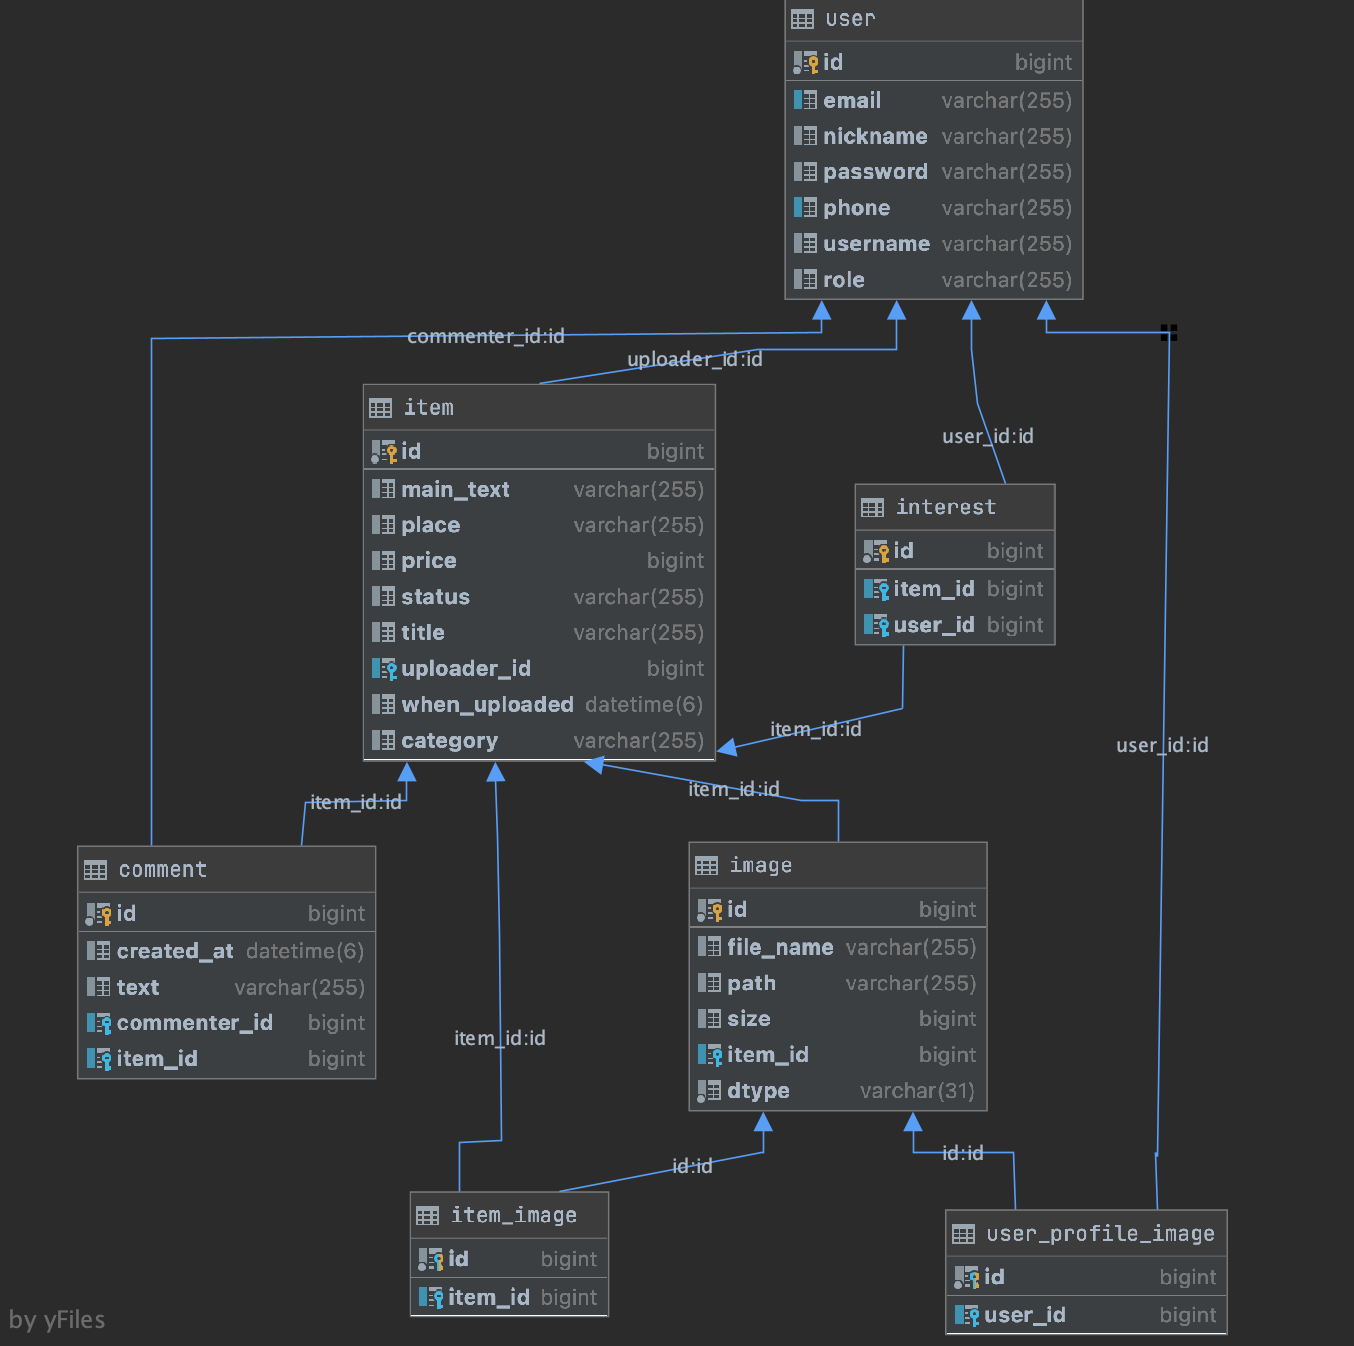 user
id bigint
email varchar(255)
nickname varchar(255)
password varchar(255)
phone varchar(255)
username varchar(255)
role varchar(255)
commenter_id:id
uploader_id:id
user_id:id
item
id bigint
main_text varchar(255)
place varchar(255)
price bigint
status varchar(255)
title varchar(255)
uploader_id bigint
when_uploaded datetime(6)
category varchar(255)
interest
id bigint
item_id bigint
user_id bigint
item_id:id
user_id:id
item_id:id
item_id:id
comment
id bigint
created_at datetime(6)
text varchar(255)
commenter_id bigint
item_id bigint
image
id bigint
file_name varchar(255)
path varchar(255)
size bigint
item_id bigint
dtype varchar(31)
item_id:id
id:id
id:id
item_image
id bigint
item_id bigint
user_profile_image
id bigint
user_id bigint
by yFiles